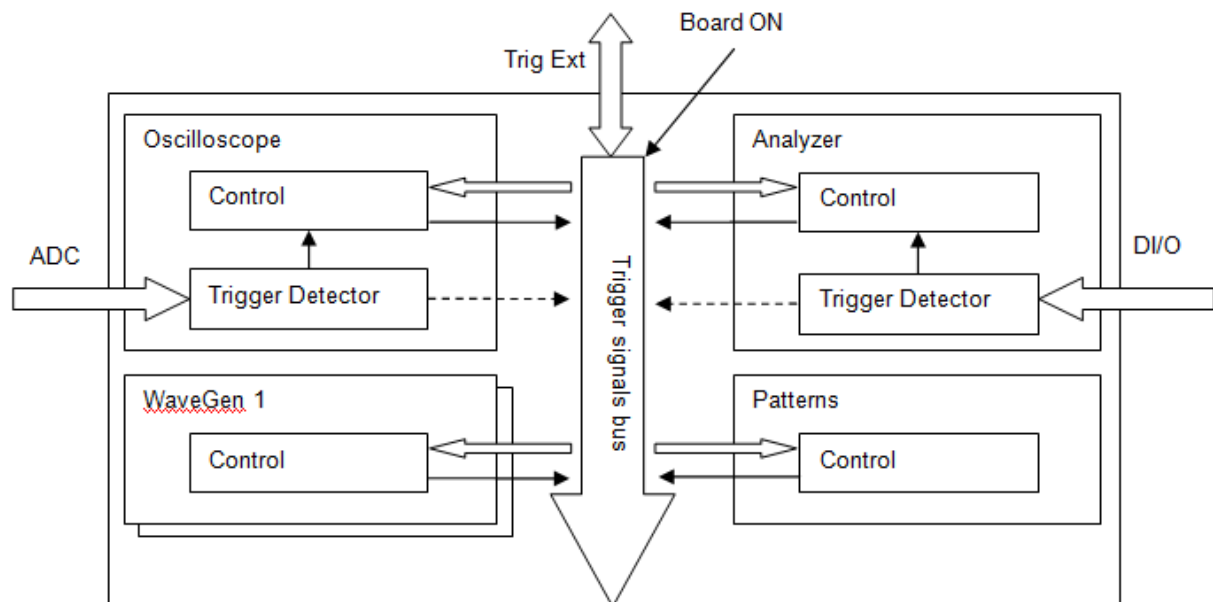 Board ON
Trig Ext
Oscilloscope
Control
Trigger Detector
ADC
Analyzer
Control
Trigger Detector
DI/O
Trigger signals bus
WaveGen 1
Control
Patterns
Control